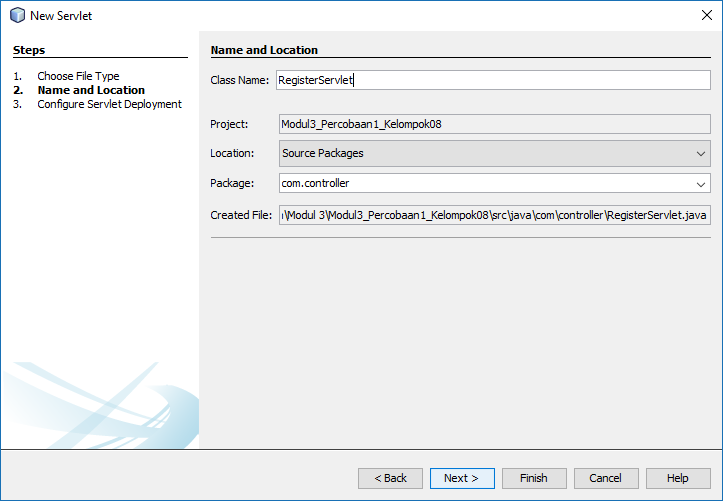 New Servlet
Steps
1. Choose File Type
2. Name and Location
3. Configure Servlet Deployment
Name and Location
Class Name: RegisterServlet
Project: Modul3_Percobaan1_Kelompok08
Location: Source Packages
Package: com.controller
Created File: \Modul 3\Modul3_Percobaan1_Kelompok08\src\java\com\controller\RegisterServlet.java
< Back Next > Finish Cancel Help